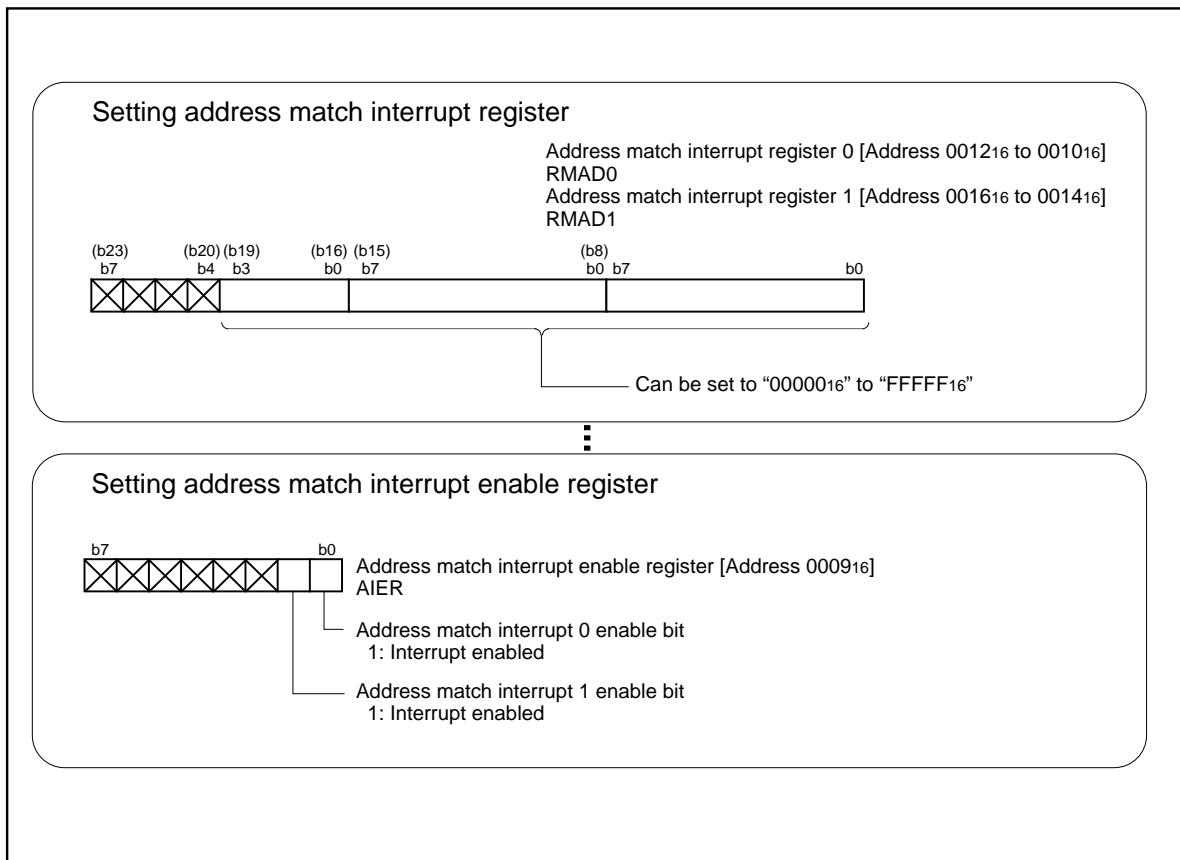 Setting address match interrupt register
Address match interrupt register 0 [Address 001216 to 001016]
RMAD0
Address match interrupt register 1 [Address 001616 to 001416]
RMAD1
(b23) (b20) (b19) (b16) (b15) (b8)
b7 b4 b3 b0 b7 b0 b7 b0
Can be set to “0000016” to “FFFFF16”
Setting address match interrupt enable register
b7 b0
Address match interrupt enable register [Address 000916]
AIER
Address match interrupt 0 enable bit
1: Interrupt enabled
Address match interrupt 1 enable bit
1: Interrupt enabled